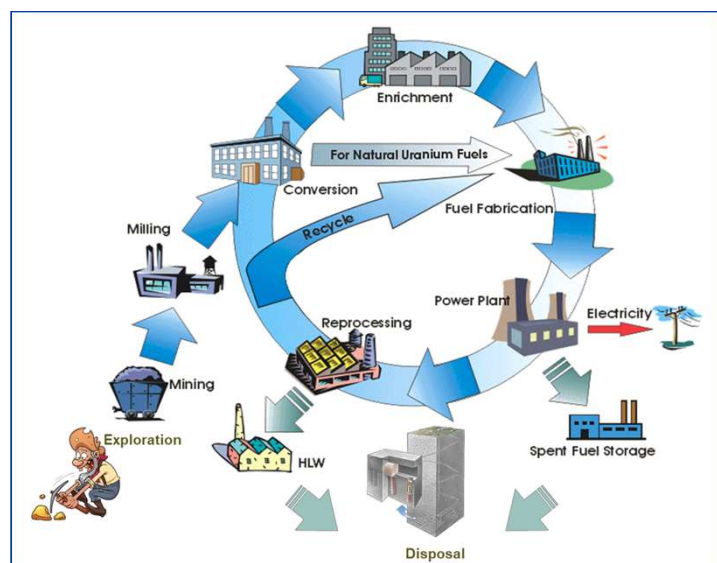 Enrichment
For Natural Uranium Fuels
Conversion
Fuel Fabrication
Recycle
Milling
Power Plant
Electricity
Reprocessing
Mining
Exploration
HLW
Spent Fuel Storage
Disposal